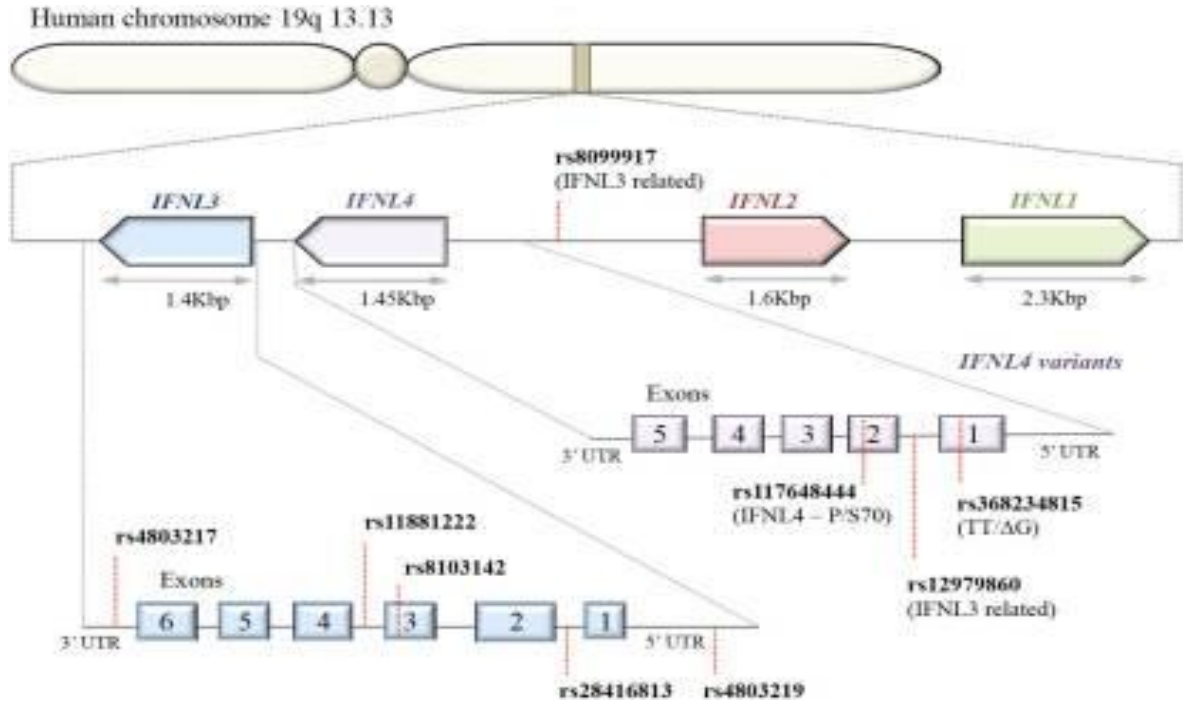 Human chromosome 19q 13.13
rs8099917
(IFNL3 related)
IFNL3
IFNL4
IFNL2
IFNL1
1.4Kbp
1.45Kbp
1.6Kbp
2.3Kbp
IFNL4 variants
Exons
5
4
3
2
1
3' UTR
5' UTR
rs117648444
(IFNL4 – P/S70)
rs368234815
(TT/ΔG)
rs12979860
(IFNL3 related)
rs4803217
rs11881222
rs8103142
Exons
6
5
4
3
2
1
3' UTR
5' UTR
rs28416813
rs4803219